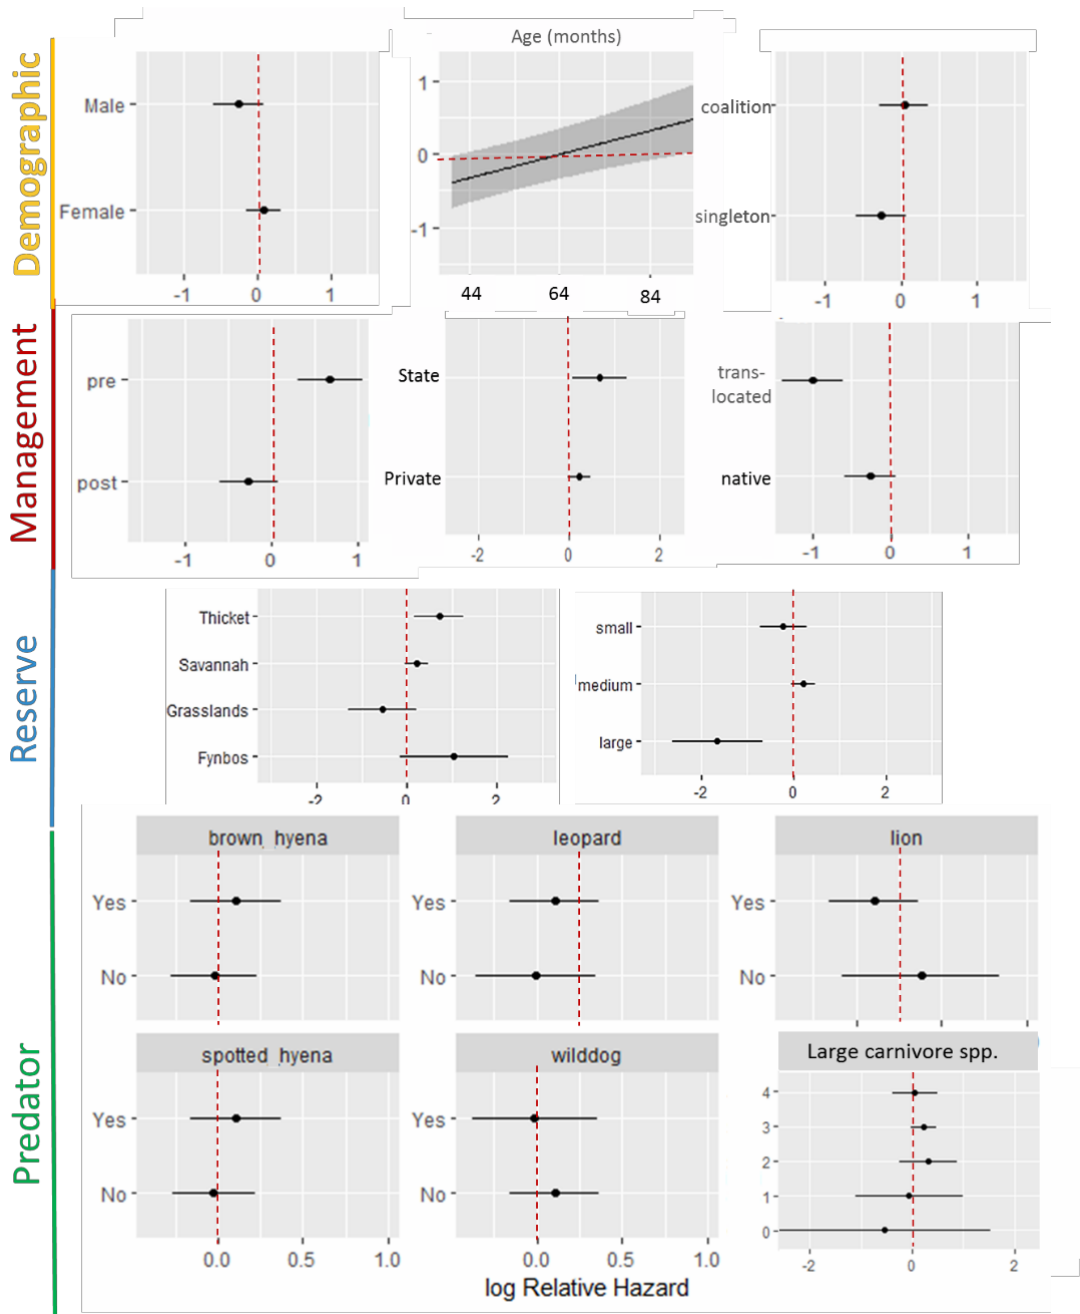 Demographic
Male
Female
-1
0
1
Age (months)
1
0
-1
44
64
84
coalition
singleton
-1
0
1
Management
pre
post
-1
0
1
State
Private
-2
0
2
trans-
located
native
-1
0
1
Reserve
Thicket
Savannah
Grasslands
Fynbos
-2
0
2
small
medium
large
-2
0
2
Predator
brown_hyena
Yes
No
leopard
Yes
No
lion
Yes
No
spotted_hyena
Yes
No
0.0
0.5
1.0
wilddog
Yes
No
0.0
0.5
1.0
log Relative Hazard
Large carnivore spp.
4
3
2
1
0
-2
0
2